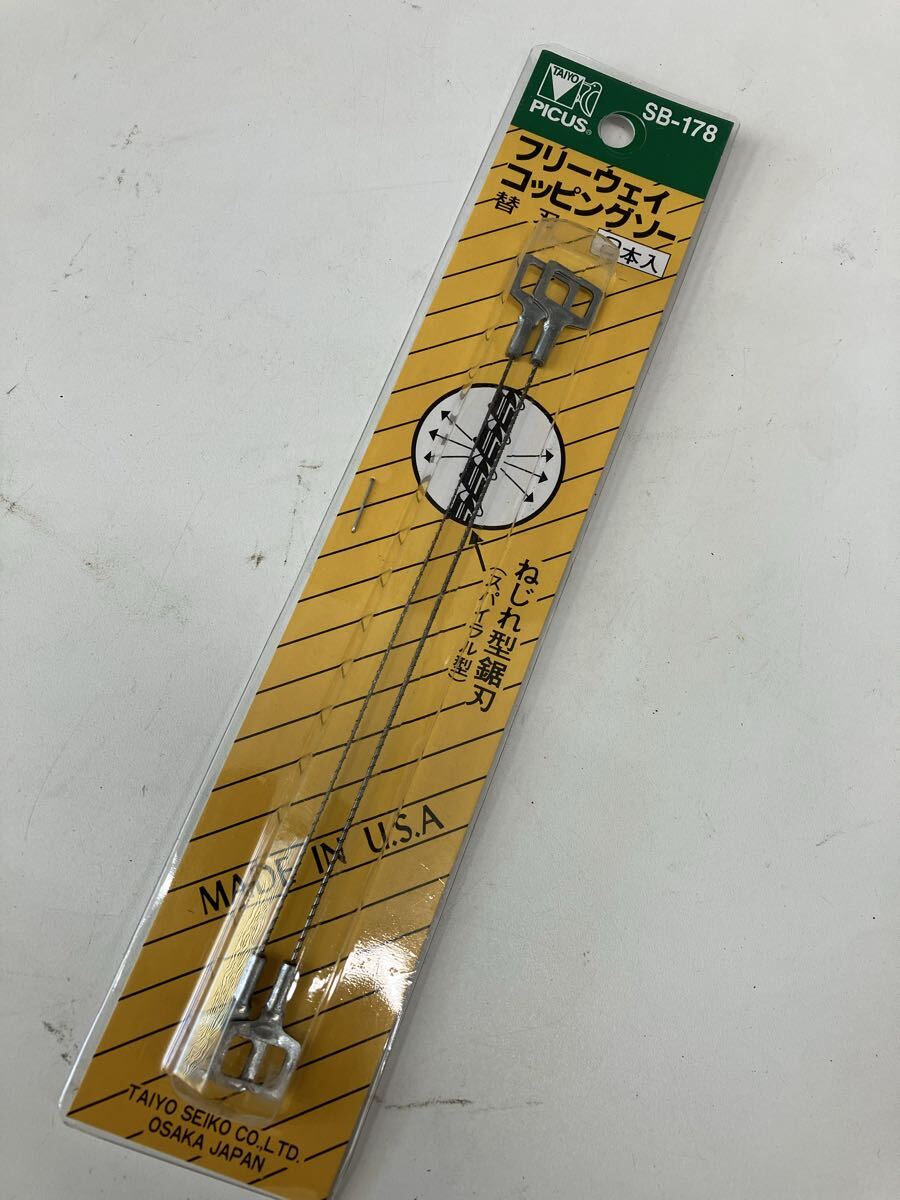 TAIYO
PICUS®
SB-178
フリーウェイ
コッピングソー
替刃
本入
ねじれ型鋸刃
(スパイラル型)
MADE IN U.S.A
TAIYO SEIKO CO.,LTD.
OSAKA JAPAN